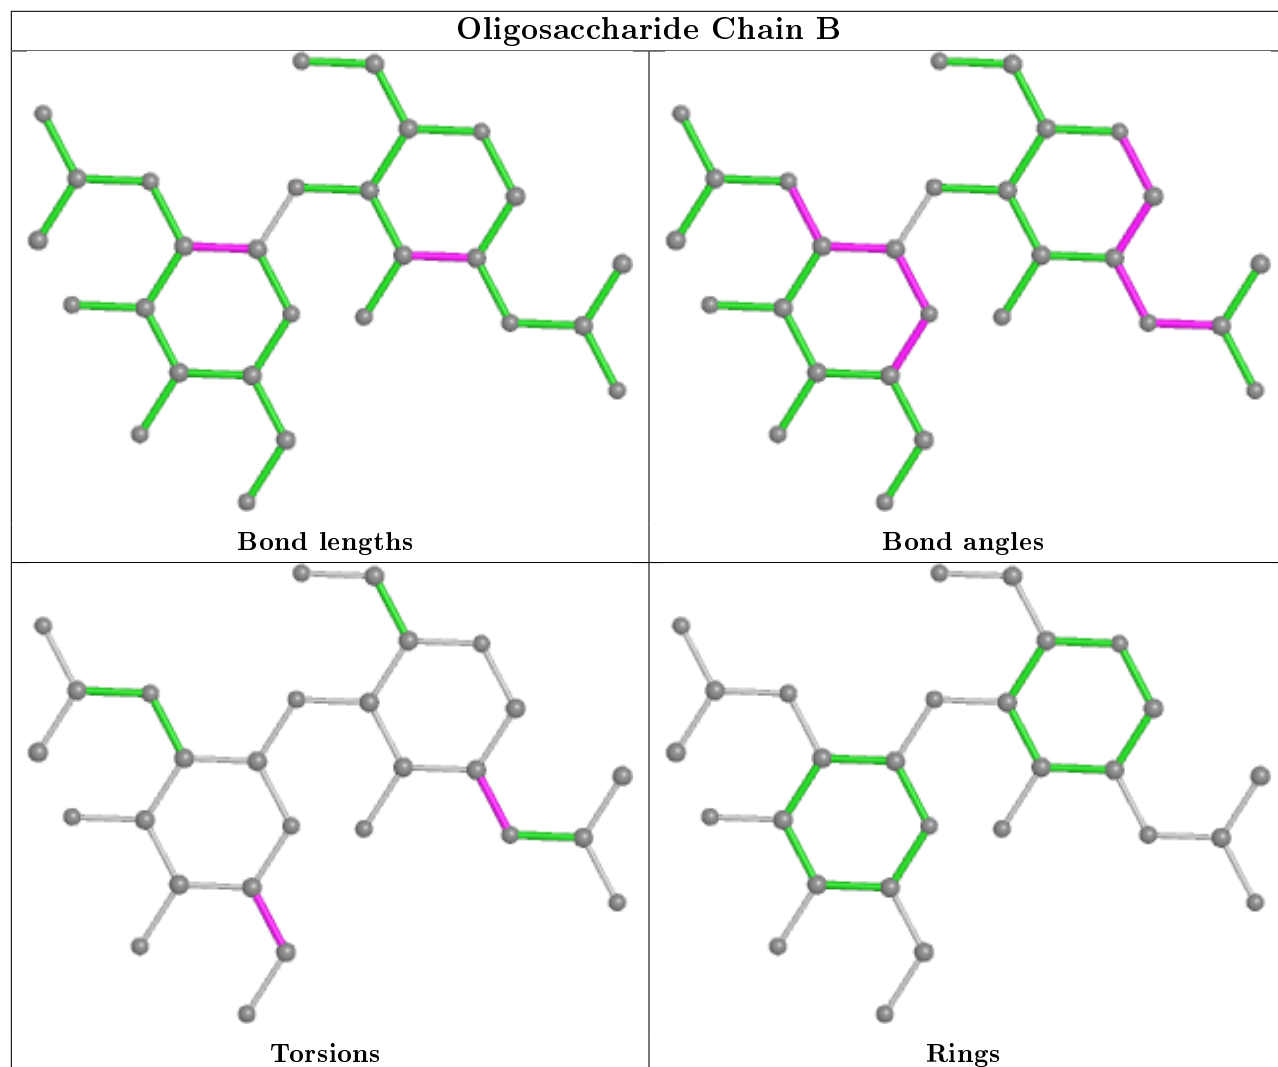 Oligosaccharide Chain B
Bond lengths
Bond angles
Torsions
Rings